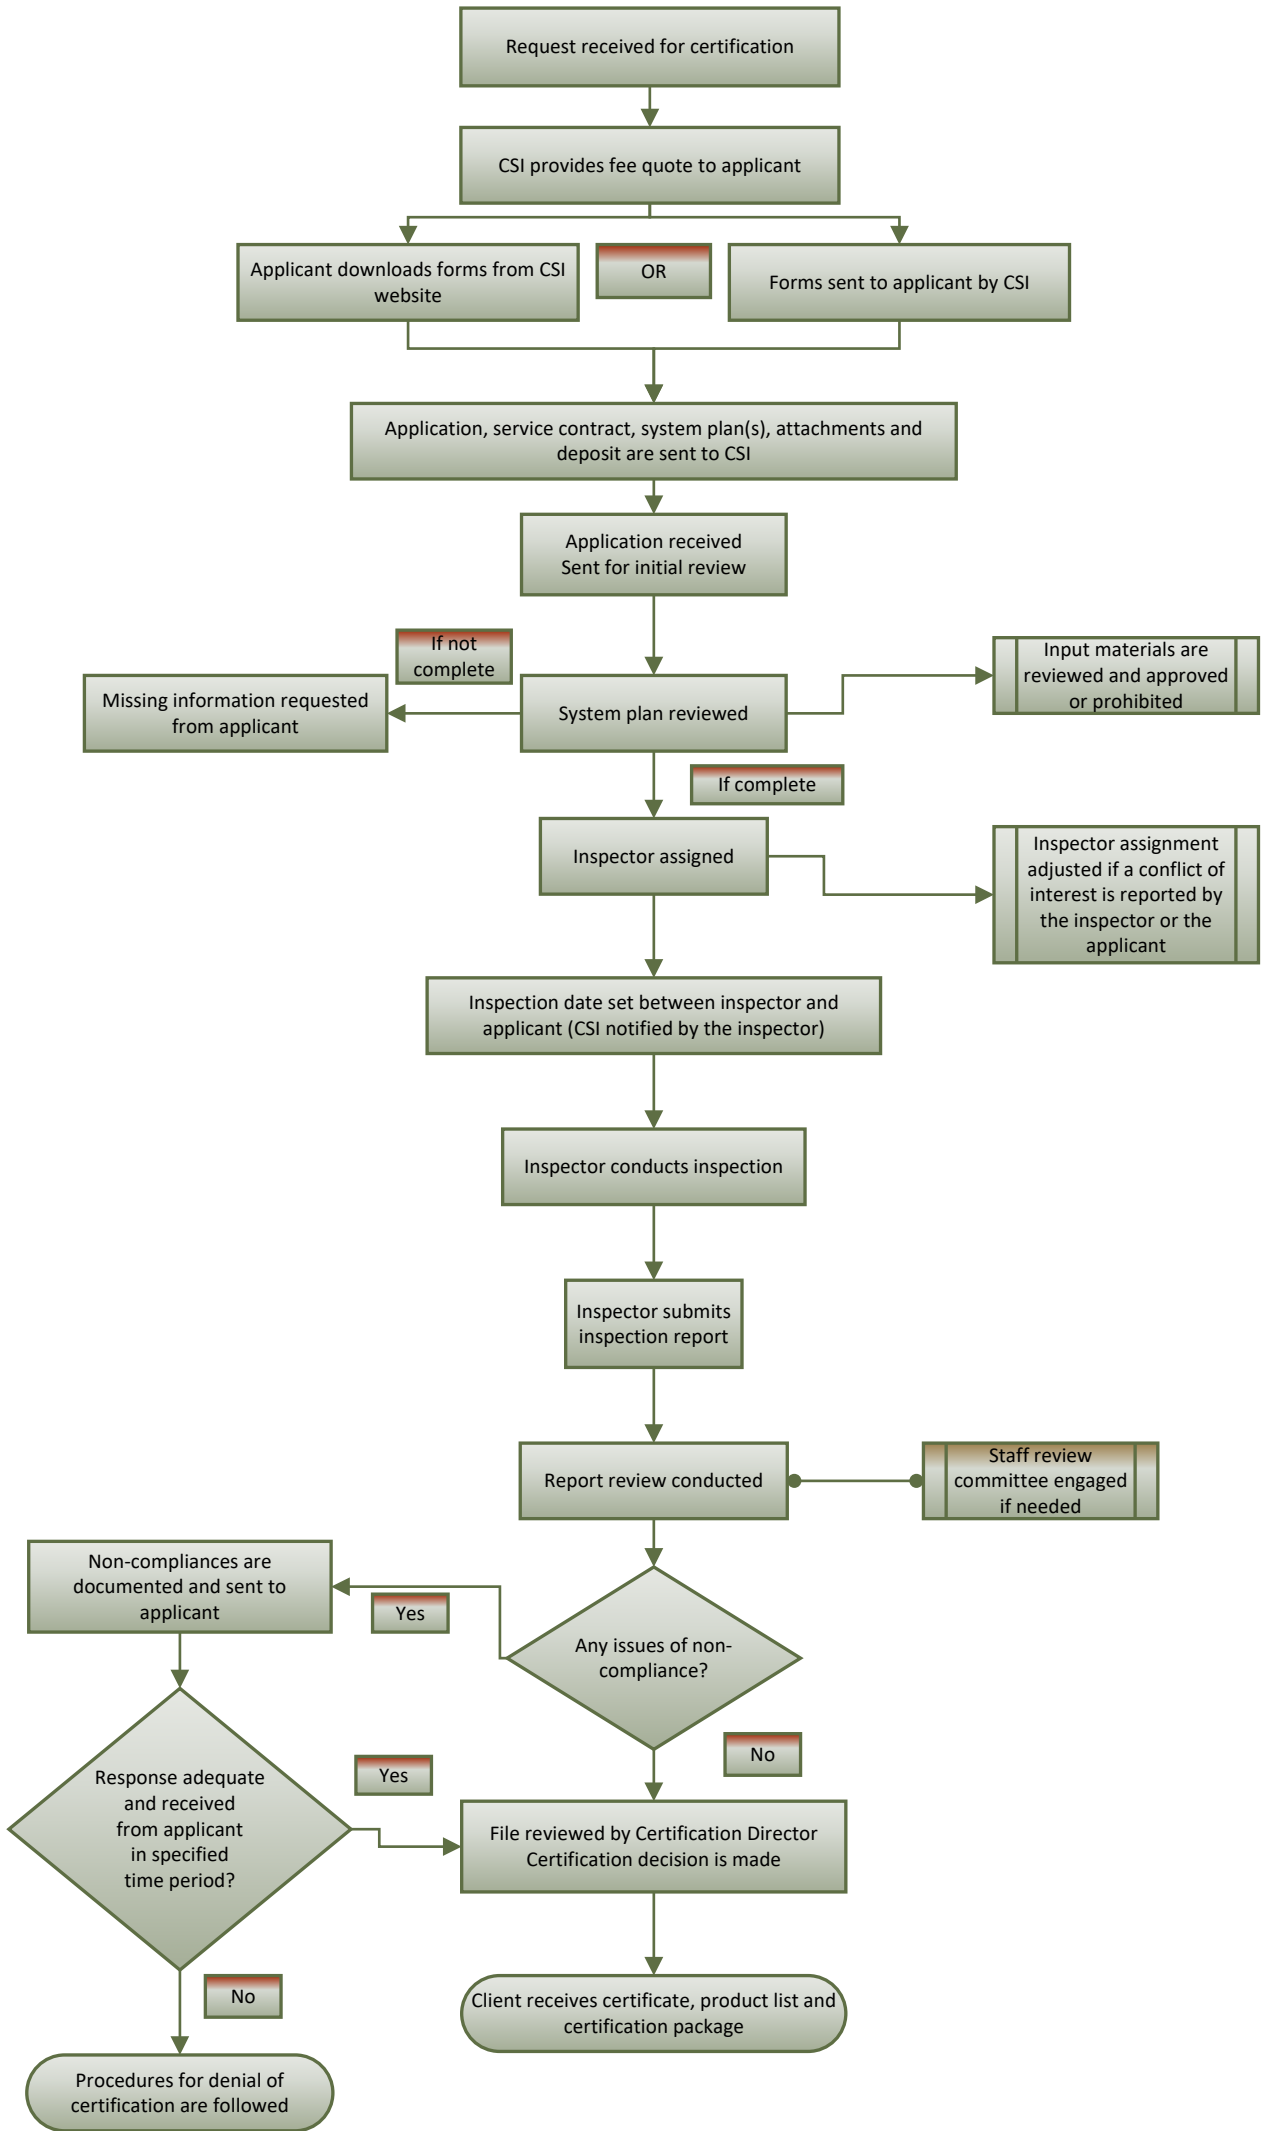 Request received for certification
CSI provides fee quote to applicant
Applicant downloads forms from CSI
website
OR
Forms sent to applicant by CSI
Application, service contract, system plan(s), attachments and
deposit are sent to CSI
Application received
Sent for initial review
If not
complete
Missing information requested
from applicant
System plan reviewed
Input materials are
reviewed and approved
or prohibited
If complete
Inspector assigned
Inspector assignment
adjusted if a conflict of
interest is reported by
the inspector or the
applicant
Inspection date set between inspector and
applicant (CSI notified by the inspector)
Inspector conducts inspection
Inspector submits
inspection report
Report review conducted
Staff review
committee engaged
if needed
Non-compliances are
documented and sent to
applicant
Yes
Any issues of non-
compliance?
No
Response adequate
and received
from applicant
in specified
time period?
Yes
File reviewed by Certification Director
Certification decision is made
No
Client receives certificate, product list and
certification package
Procedures for denial of
certification are followed